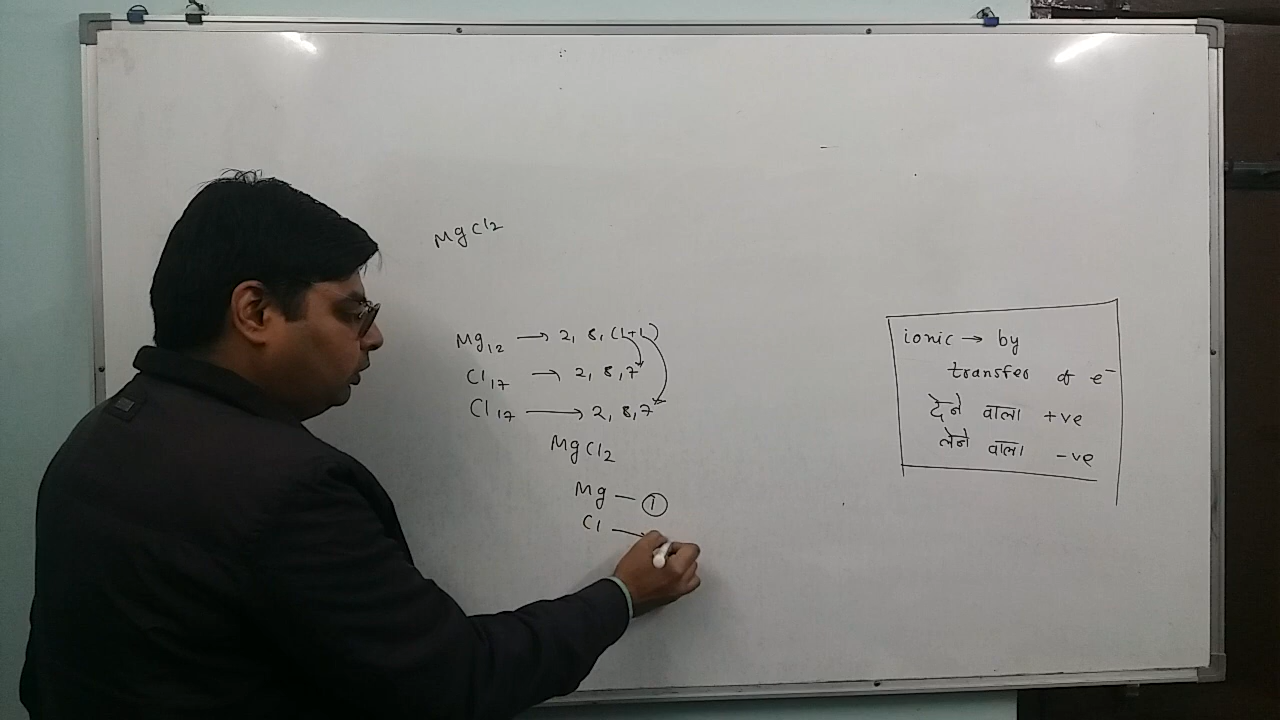 MgCl2
Mg12 → 2, 8, (1+1)
Cl17 → 2, 8, 7
Cl17 → 2, 8, 7
MgCl2
Mg — 1
Cl —
ionic → by
transfer of e⁻
देने वाला +ve
लेने वाला -ve